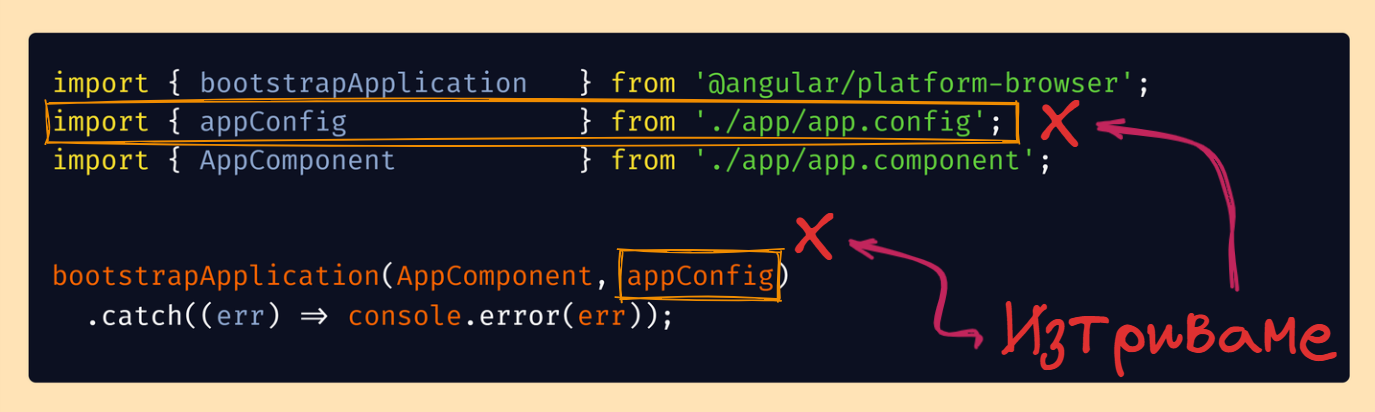 import { bootstrapApplication   } from '@angular/platform-browser';
import { appConfig              } from './app/app.config';
import { AppComponent           } from './app/app.component';
bootstrapApplication(AppComponent, appConfig)
  .catch((err) => console.error(err));
Изтриваме